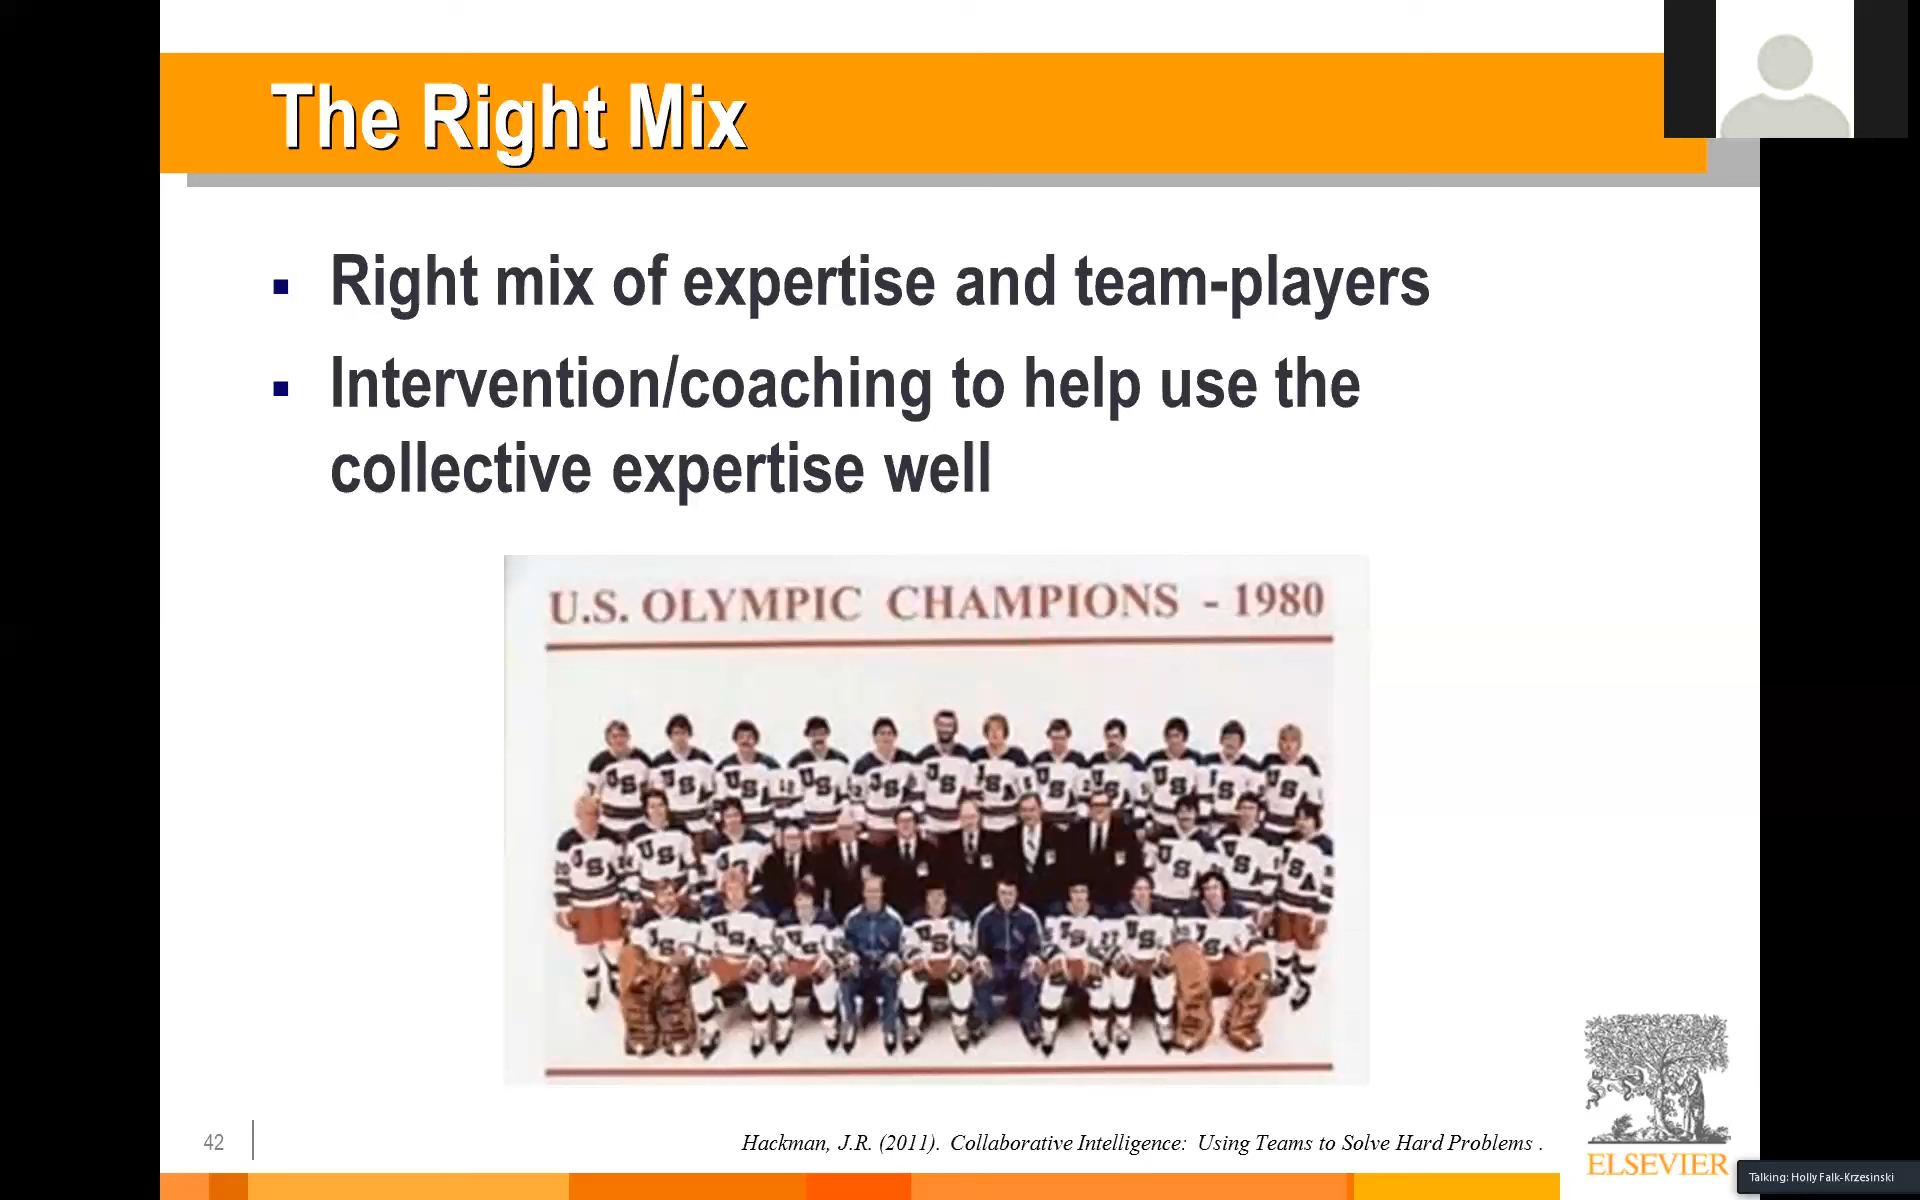 The Right Mix
Right mix of expertise and team-players
Intervention/coaching to help use the
collective expertise well
U.S. OLYMPIC CHAMPIONS - 1980
42
Hackman, J.R. (2011). Collaborative Intelligence: Using Teams to Solve Hard Problems .
ELSEVIER
Talking: Holly Falk-Krzesinski